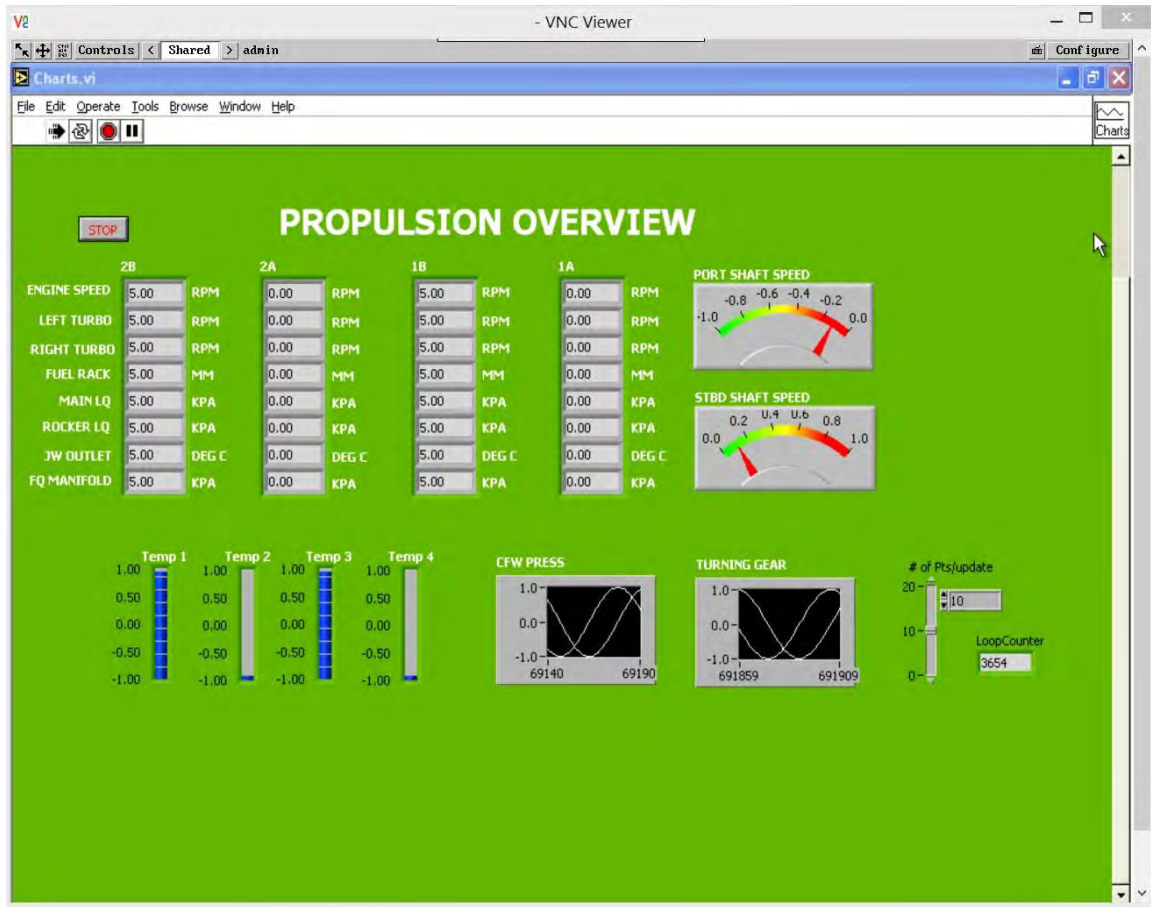 V2 - VNC Viewer
Controls < Shared > admin Configure
Charts.vi
File Edit Operate Tools Browse Window Help
Charts
STOP
PROPULSION OVERVIEW
2B 2A 1B 1A
ENGINE SPEED 5.00 RPM 0.00 RPM 5.00 RPM 0.00 RPM
LEFT TURBO 5.00 RPM 0.00 RPM 5.00 RPM 0.00 RPM
RIGHT TURBO 5.00 RPM 0.00 RPM 5.00 RPM 0.00 RPM
FUEL RACK 5.00 MM 0.00 MM 5.00 MM 0.00 MM
MAIN LQ 5.00 KPA 0.00 KPA 5.00 KPA 0.00 KPA
ROCKER LQ 5.00 KPA 0.00 KPA 5.00 KPA 0.00 KPA
JW OUTLET 5.00 DEG C 0.00 DEG C 5.00 DEG C 0.00 DEG C
FQ MANIFOLD 5.00 KPA 0.00 KPA 5.00 KPA 0.00 KPA
PORT SHAFT SPEED
-1.0 -0.8 -0.6 -0.4 -0.2 0.0
STBD SHAFT SPEED
0.0 0.2 0.4 0.6 0.8 1.0
Temp 1 Temp 2 Temp 3 Temp 4
1.00 1.00 1.00 1.00
0.50 0.50 0.50 0.50
0.00 0.00 0.00 0.00
-0.50 -0.50 -0.50 -0.50
-1.00 -1.00 -1.00 -1.00
CFW PRESS
1.0
0.0
-1.0
69140 69190
TURNING GEAR
1.0
0.0
-1.0
691859 691909
# of Pts/update
20
10
0
10
LoopCounter
3654